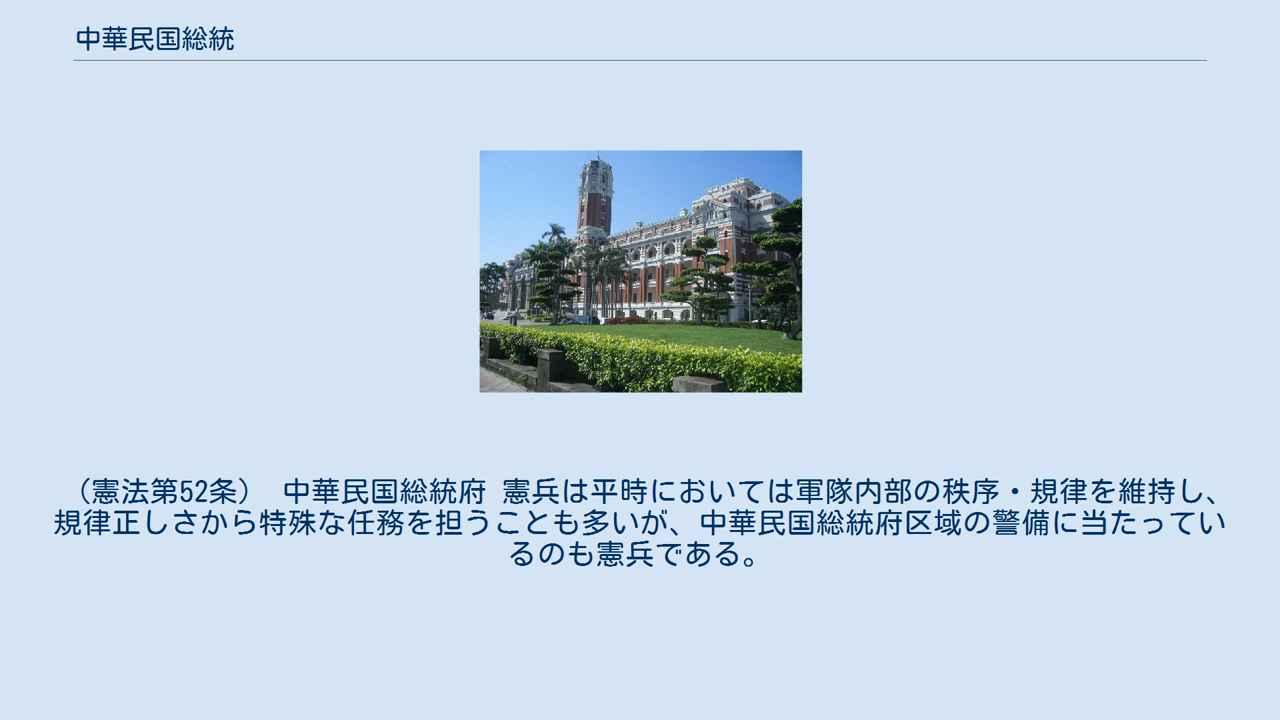 中華民国総統
（憲法第52条） 中華民国総統府 憲兵は平時においては軍隊内部の秩序・規律を維持し、
規律正しさから特殊な任務を担うことも多いが、中華民国総統府区域の警備に当たってい
るのも憲兵である。